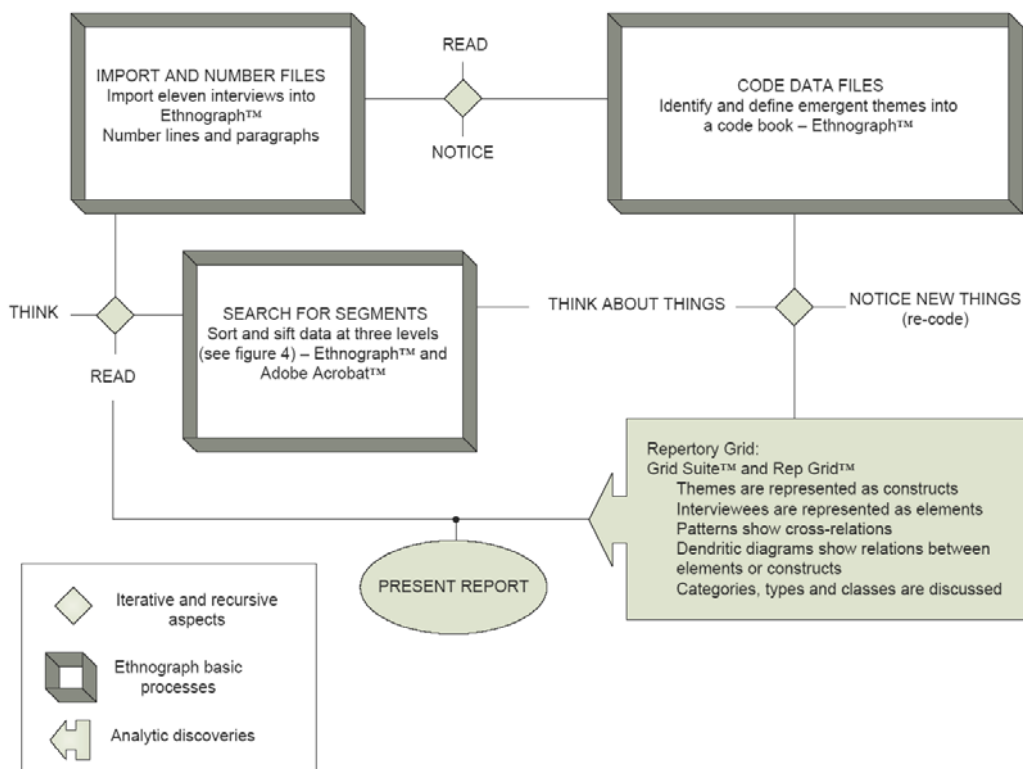 READ
IMPORT AND NUMBER FILES
Import eleven interviews into
Ethnograph™
Number lines and paragraphs
NOTICE
CODE DATA FILES
Identify and define emergent themes into
a code book – Ethnograph™
THINK
READ
SEARCH FOR SEGMENTS
Sort and sift data at three levels
(see figure 4) – Ethnograph™ and
Adobe Acrobat™
THINK ABOUT THINGS
NOTICE NEW THINGS
(re-code)
Repertory Grid:
Grid Suite™ and Rep Grid™
Themes are represented as constructs
Interviewees are represented as elements
Patterns show cross-relations
Dendritic diagrams show relations between
elements or constructs
Categories, types and classes are discussed
PRESENT REPORT
Iterative and recursive
aspects
Ethnograph basic
processes
Analytic discoveries